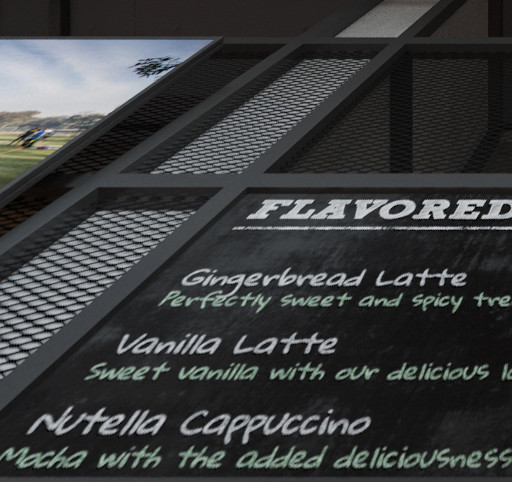 FLAVORED
Gingerbread Latte
Perfectly sweet and spicy
Vanilla Latte
Sweet vanilla with our delicious
Nutella Cappuccino
Mocha with the added deliciousness